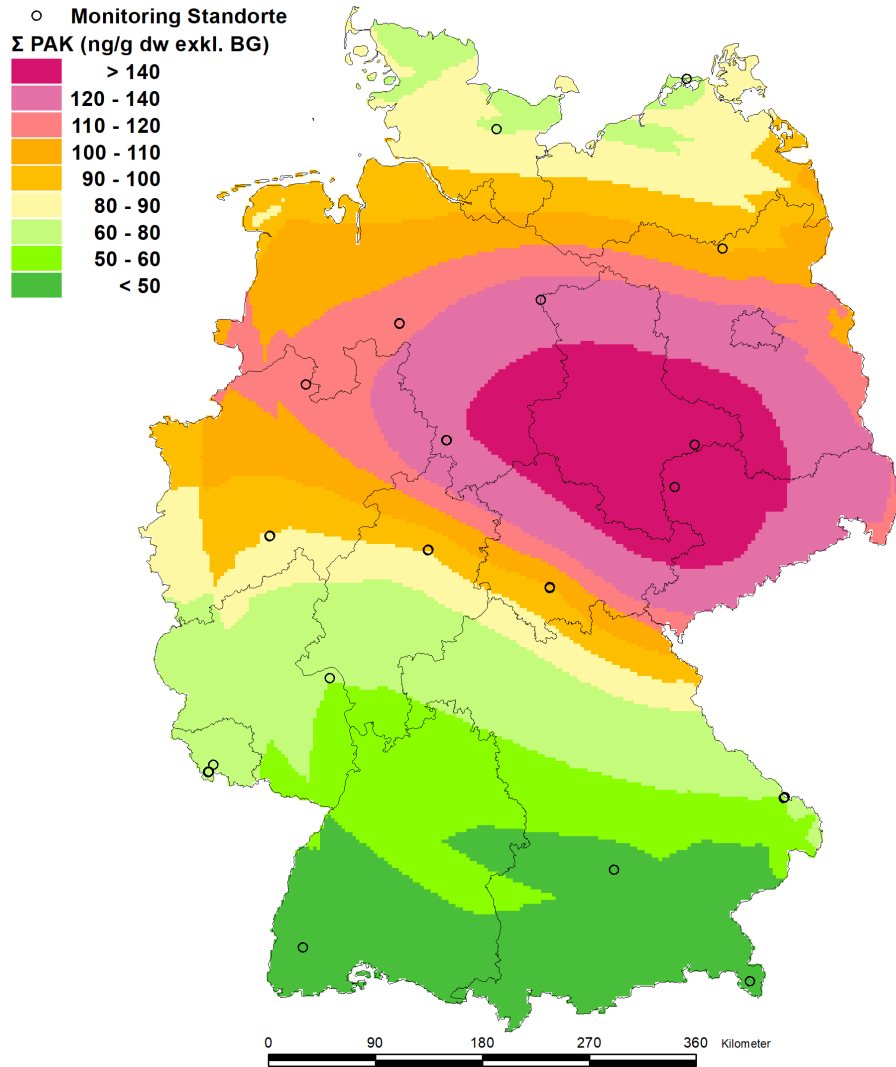 Monitoring Standorte
Σ PAK (ng/g dw exkl. BG)
> 140
120 - 140
110 - 120
100 - 110
90 - 100
80 - 90
60 - 80
50 - 60
< 50
0 90 180 270 360 Kilometer